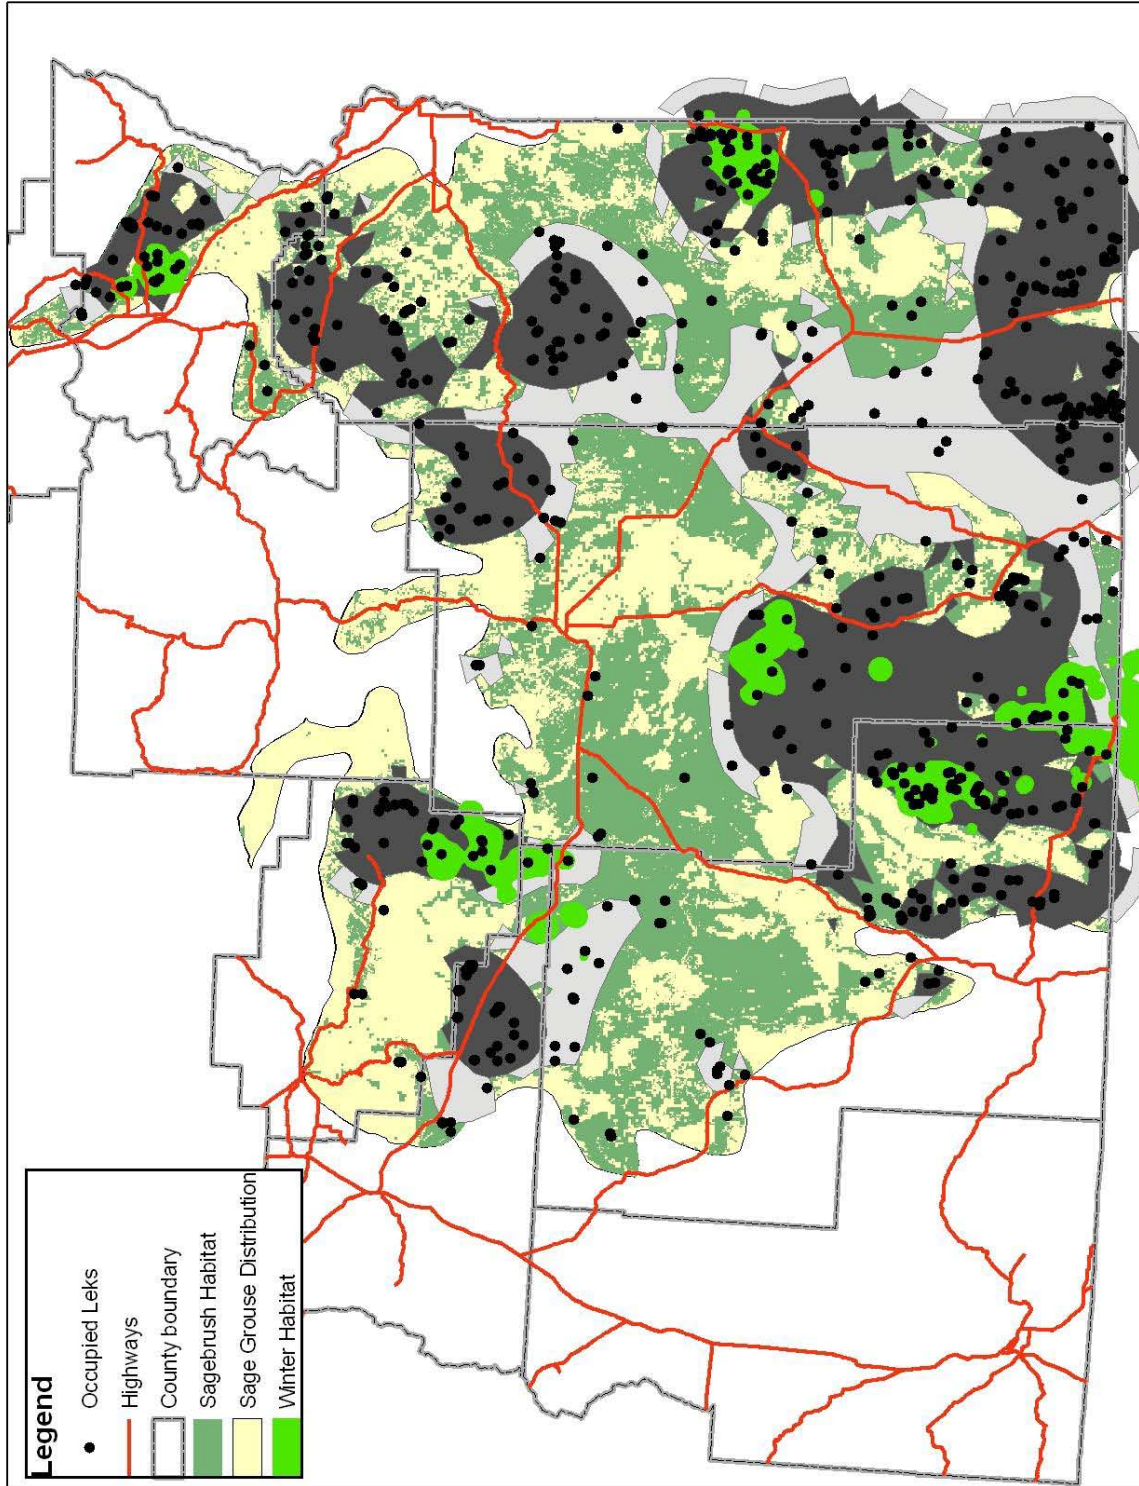 Legend
Occupied Leks
Highways
County boundary
Sagebrush Habitat
Sage Grouse Distribution
Winter Habitat